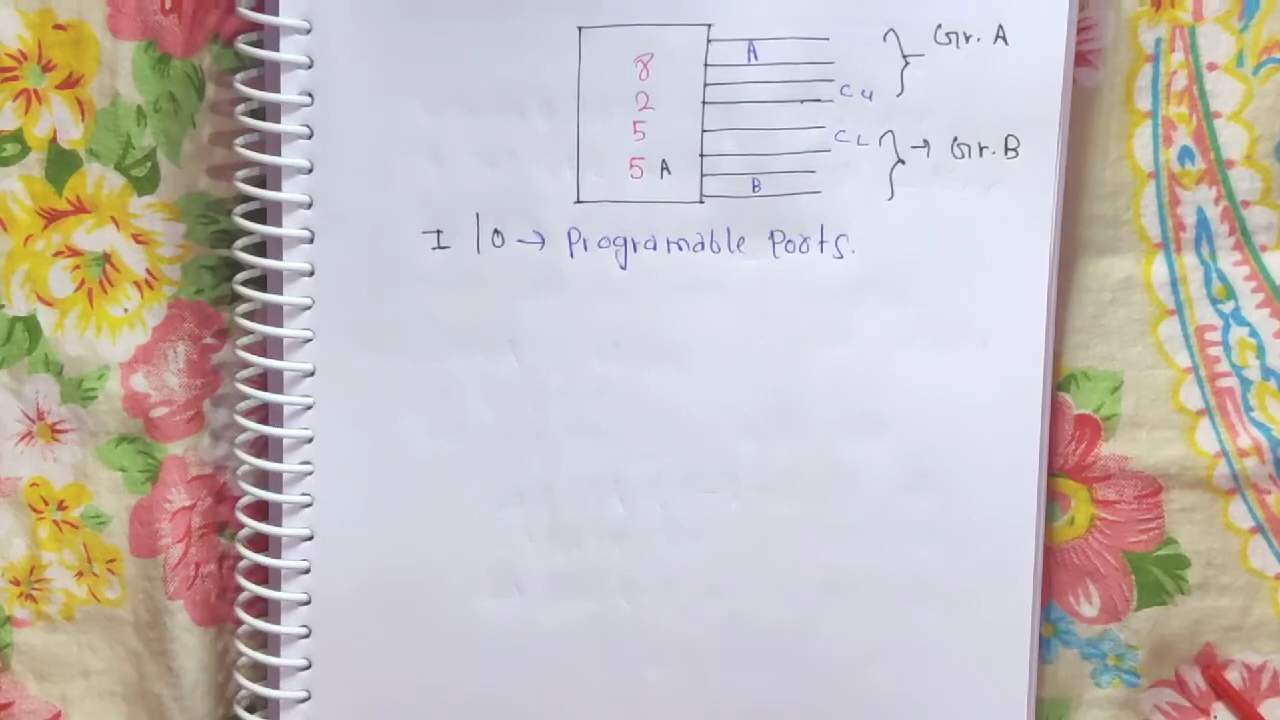 8
2
5
5 A
A
Cu
CL
B
Gr. A
→ Gr. B
I/O → Programable Ports.